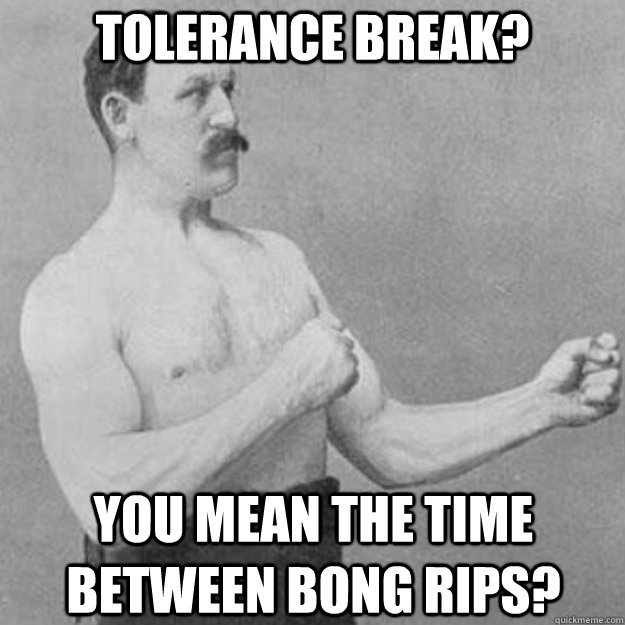 TOLERANCE BREAK?
YOU MEAN THE TIME
BETWEEN BONG RIPS?
quickmeme.com